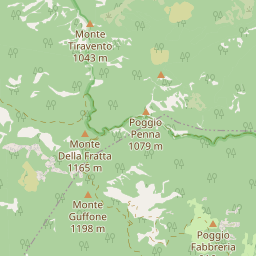 Monte
Tiravento
1043 m
Poggio
Penna
1079 m
Monte
Della Fratta
1165 m
Monte
Guffone
1198 m
Poggio
Fabbreria